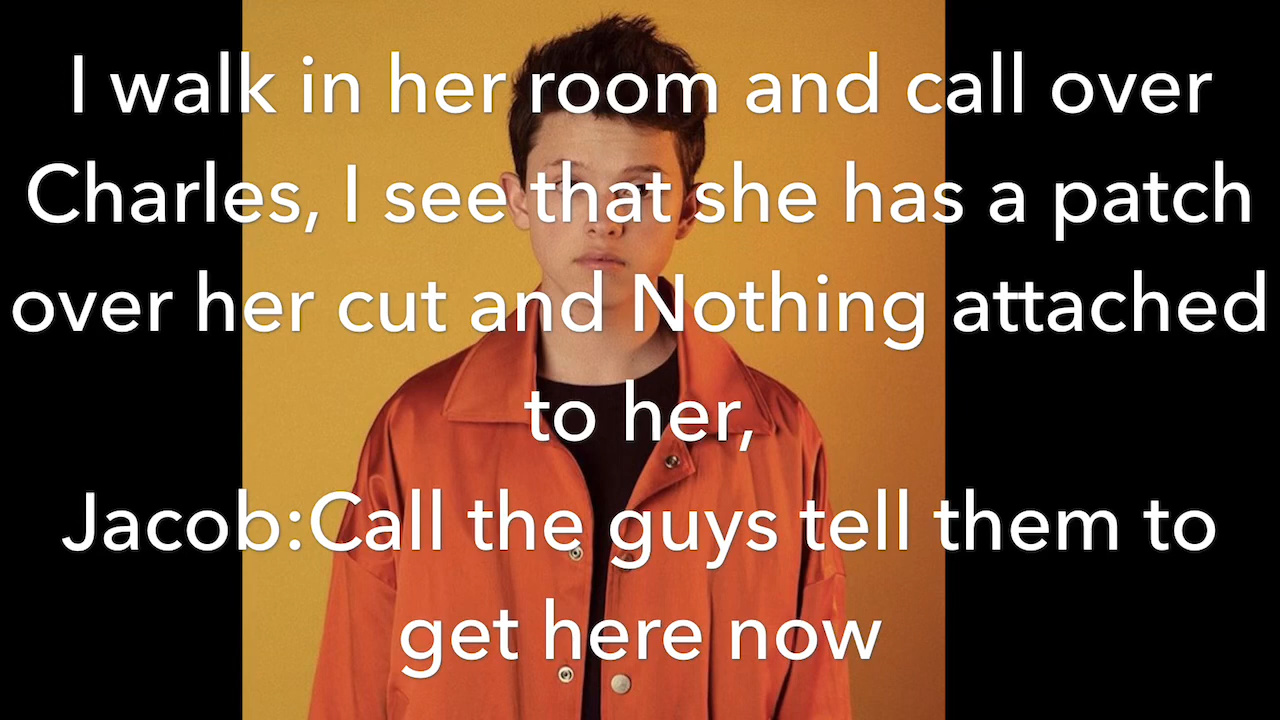 I walk in her room and call over
Charles, I see that she has a patch
over her cut and Nothing attached
to her,
Jacob:Call the guys tell them to
get here now